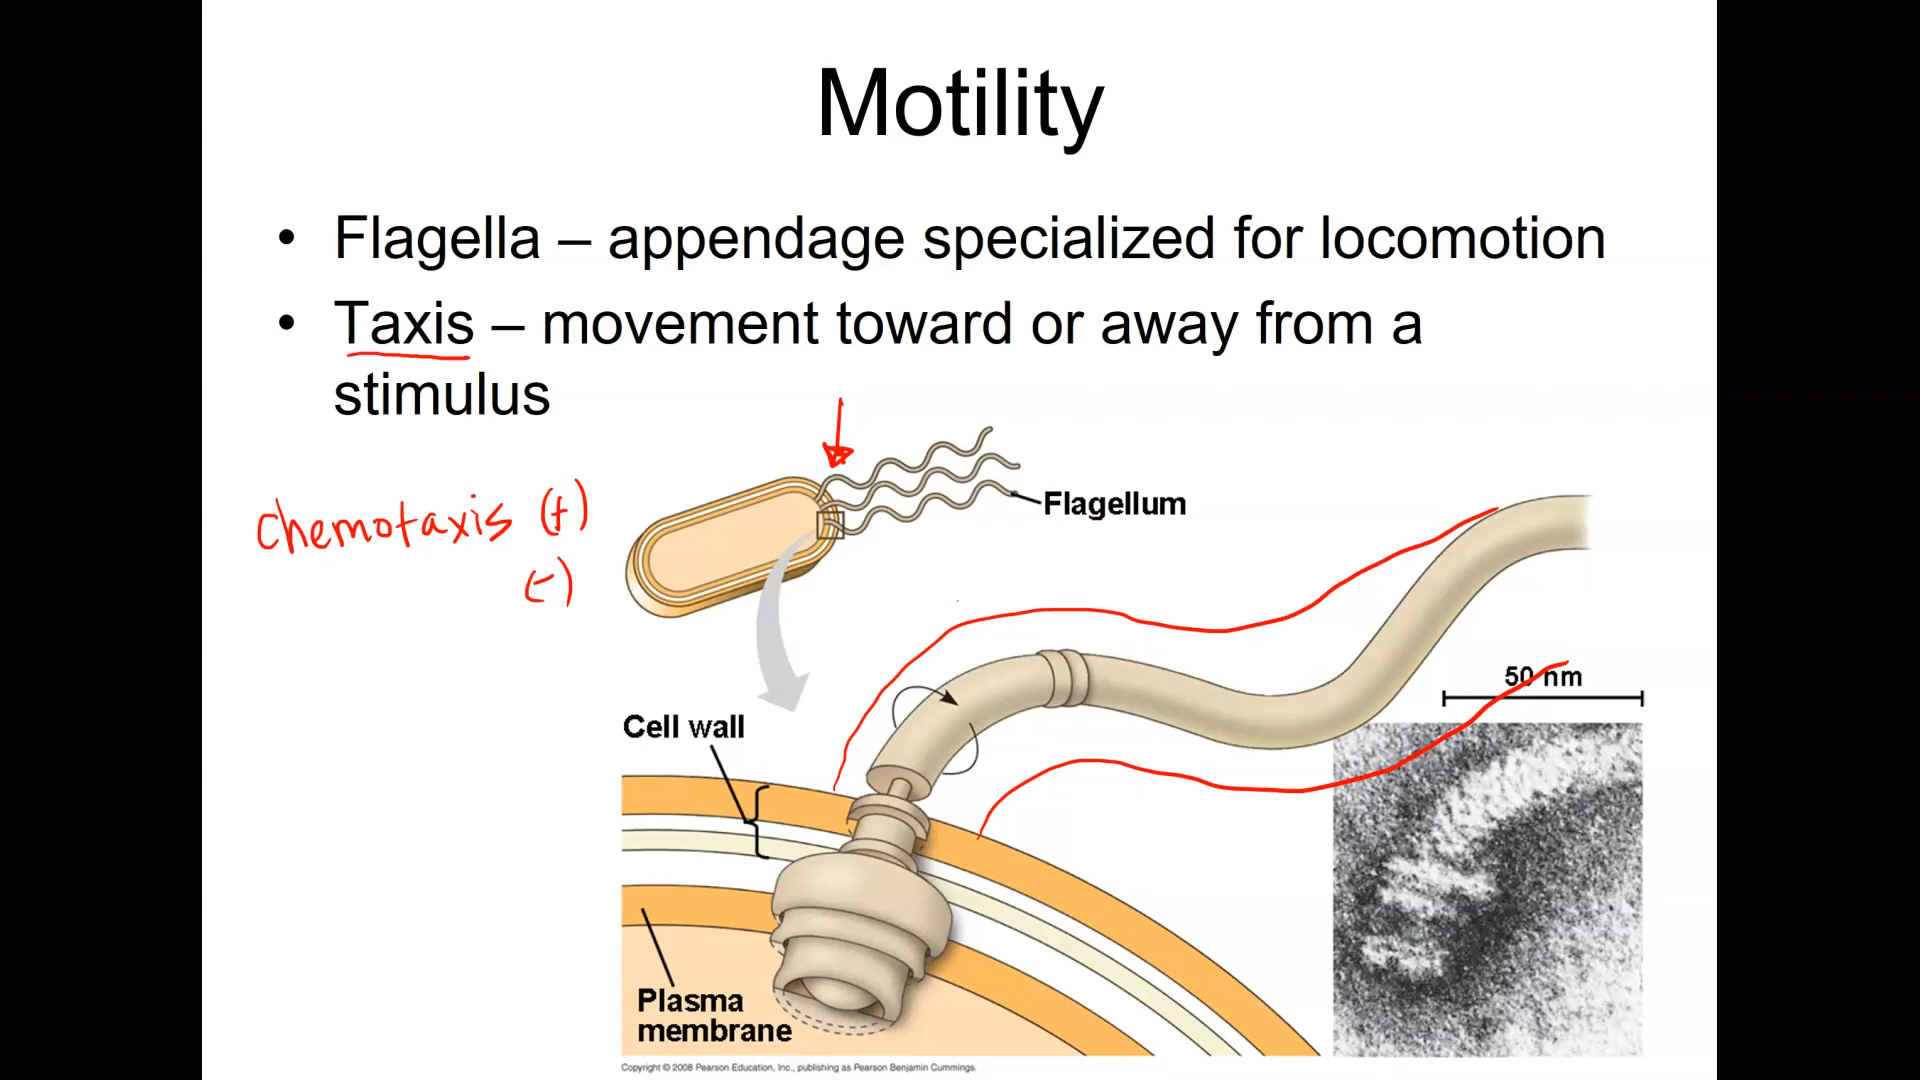 Motility
• Flagella – appendage specialized for locomotion
• Taxis – movement toward or away from a
stimulus
Chemotaxis (+)
(-)
Flagellum
50 nm
Cell wall
Plasma
membrane
Copyright © 2008 Pearson Education, Inc., publishing as Pearson Benjamin Cummings.